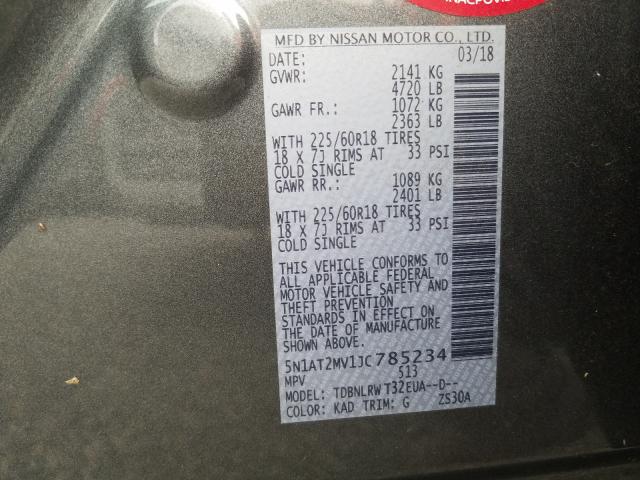 MFD BY NISSAN MOTOR CO., LTD.
DATE: 03/18
GVWR: 2141 KG
4720 LB
GAWR FR.: 1072 KG
2363 LB
WITH 225/60R18 TIRES
18 X 7J RIMS AT 33 PSI
COLD SINGLE
GAWR RR.: 1089 KG
2401 LB
WITH 225/60R18 TIRES
18 X 7J RIMS AT 33 PSI
COLD SINGLE
THIS VEHICLE CONFORMS TO
ALL APPLICABLE FEDERAL
MOTOR VEHICLE SAFETY AND
THEFT PREVENTION
STANDARDS IN EFFECT ON
THE DATE OF MANUFACTURE
SHOWN ABOVE.
5N1AT2MV1JC785234
MPV 513
MODEL: TDBNLRW T32EUA--D--
COLOR: KAD TRIM: G ZS30A